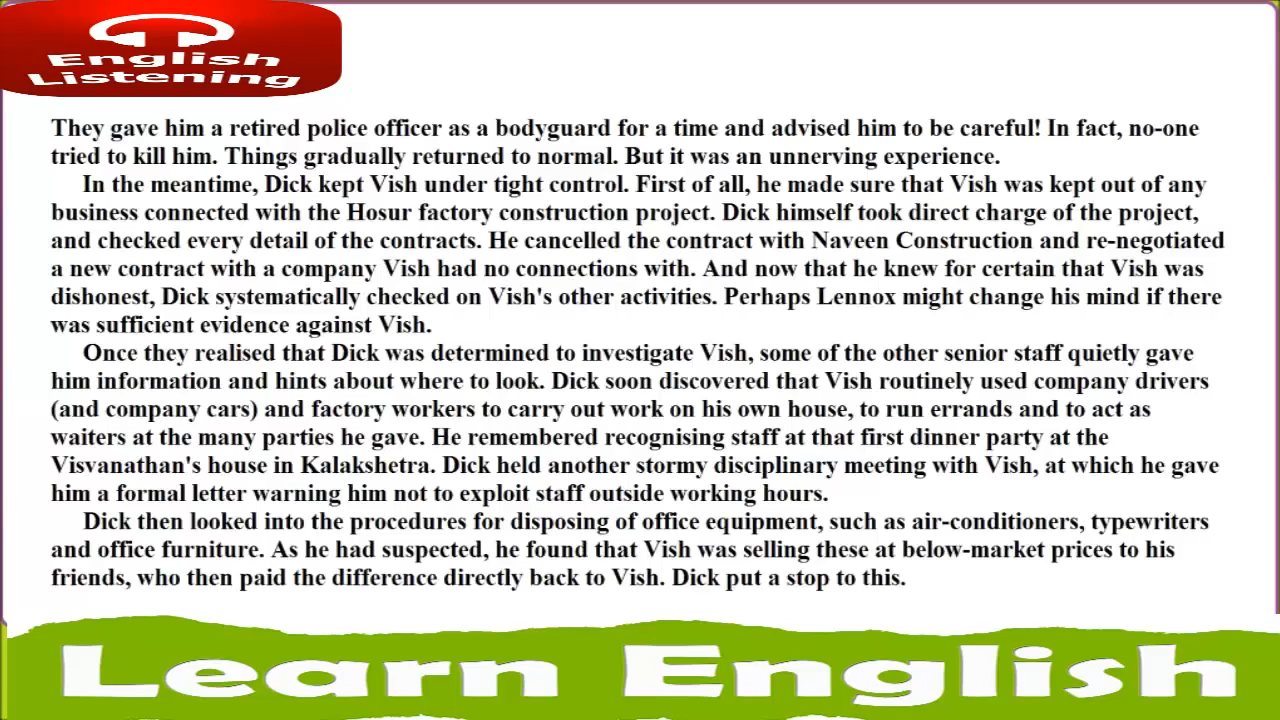 English
Listening
They gave him a retired police officer as a bodyguard for a time and advised him to be careful! In fact, no-one
tried to kill him. Things gradually returned to normal. But it was an unnerving experience.
In the meantime, Dick kept Vish under tight control. First of all, he made sure that Vish was kept out of any
business connected with the Hosur factory construction project. Dick himself took direct charge of the project,
and checked every detail of the contracts. He cancelled the contract with Naveen Construction and re-negotiated
a new contract with a company Vish had no connections with. And now that he knew for certain that Vish was
dishonest, Dick systematically checked on Vish's other activities. Perhaps Lennox might change his mind if there
was sufficient evidence against Vish.
Once they realised that Dick was determined to investigate Vish, some of the other senior staff quietly gave
him information and hints about where to look. Dick soon discovered that Vish routinely used company drivers
(and company cars) and factory workers to carry out work on his own house, to run errands and to act as
waiters at the many parties he gave. He remembered recognising staff at that first dinner party at the
Visvanathan's house in Kalakshetra. Dick held another stormy disciplinary meeting with Vish, at which he gave
him a formal letter warning him not to exploit staff outside working hours.
Dick then looked into the procedures for disposing of office equipment, such as air-conditioners, typewriters
and office furniture. As he had suspected, he found that Vish was selling these at below-market prices to his
friends, who then paid the difference directly back to Vish. Dick put a stop to this.
Learn English